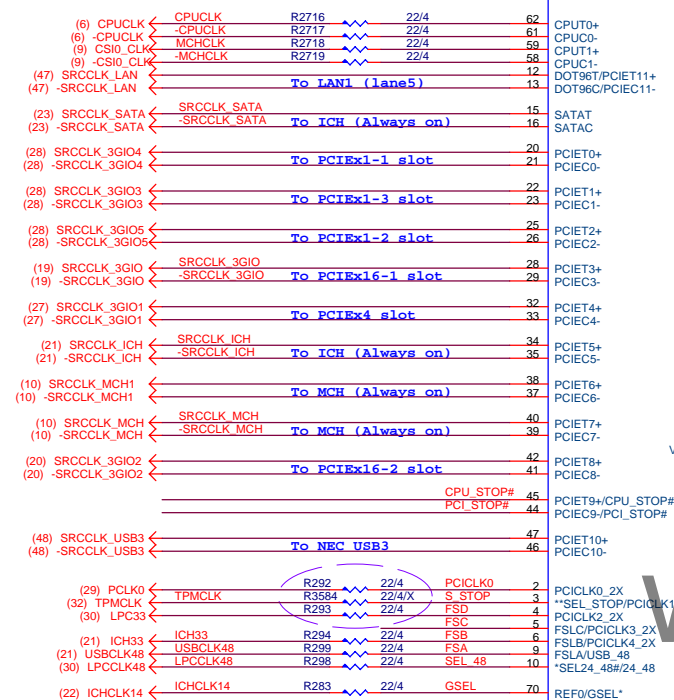 (6) CPUCLK CPUCLK R2716 22/4 62 CPUT0+
(6) -CPUCLK -CPUCLK R2717 22/4 61 CPUC0-
(9) CSI0_CLK MCHCLK R2718 22/4 59 CPUT1+
(9) -CSI0_CLK -MCHCLK R2719 22/4 58 CPUC1-
(47) SRCCLK_LAN 12 DOT96T/PCIET11+
(47) -SRCCLK_LAN To LAN1 (lane5) 13 DOT96C/PCIEC11-
(23) SRCCLK_SATA SRCCLK_SATA 15 SATAT
(23) -SRCCLK_SATA -SRCCLK_SATA To ICH (Always on) 16 SATAC
(28) SRCCLK_3GIO4 20 PCIET0+
(28) -SRCCLK_3GIO4 To PCIEx1-1 slot 21 PCIEC0-
(28) SRCCLK_3GIO3 22 PCIET1+
(28) -SRCCLK_3GIO3 To PCIEx1-3 slot 23 PCIEC1-
(28) SRCCLK_3GIO5 25 PCIET2+
(28) -SRCCLK_3GIO5 To PCIEx1-2 slot 26 PCIEC2-
(19) SRCCLK_3GIO SRCCLK_3GIO 28 PCIET3+
(19) -SRCCLK_3GIO -SRCCLK_3GIO To PCIEx16-1 slot 29 PCIEC3-
(27) SRCCLK_3GIO1 32 PCIET4+
(27) -SRCCLK_3GIO1 To PCIEx4 slot 33 PCIEC4-
(21) SRCCLK_ICH SRCCLK_ICH 34 PCIET5+
(21) -SRCCLK_ICH -SRCCLK_ICH To ICH (Always on) 35 PCIEC5-
(10) SRCCLK_MCH1 38 PCIET6+
(10) -SRCCLK_MCH1 To MCH (Always on) 37 PCIEC6-
(10) SRCCLK_MCH SRCCLK_MCH 40 PCIET7+
(10) -SRCCLK_MCH -SRCCLK_MCH To MCH (Always on) 39 PCIEC7-
(20) SRCCLK_3GIO2 42 PCIET8+
(20) -SRCCLK_3GIO2 To PCIEx16-2 slot 41 PCIEC8-
CPU_STOP# 45 PCIET9+/CPU_STOP#
PCI_STOP# 44 PCIEC9-/PCI_STOP#
(48) SRCCLK_USB3 47 PCIET10+
(48) -SRCCLK_USB3 To NEC USB3 46 PCIEC10-
(29) PCLK0 R292 22/4 PCICLK0 2 PCICLK0_2X
(32) TPMCLK TPMCLK R3584 22/4/X S_STOP 3 **SEL_STOP/PCICLK1
(30) LPC33 R293 22/4 FSD 4 PCICLK2_2X
FSC 5 FSLC/PCICLK3_2X
(21) ICH33 ICH33 R294 22/4 FSB 6 FSLB/PCICLK4_2X
(21) USBCLK48 USBCLK48 R299 22/4 FSA 9 FSLA/USB_48
(30) LPCCLK48 LPCCLK48 R298 22/4 SEL_48 10 *SEL24_48#/24_48
(22) ICHCLK14 ICHCLK14 R283 22/4 GSEL 70 REF0/GSEL*